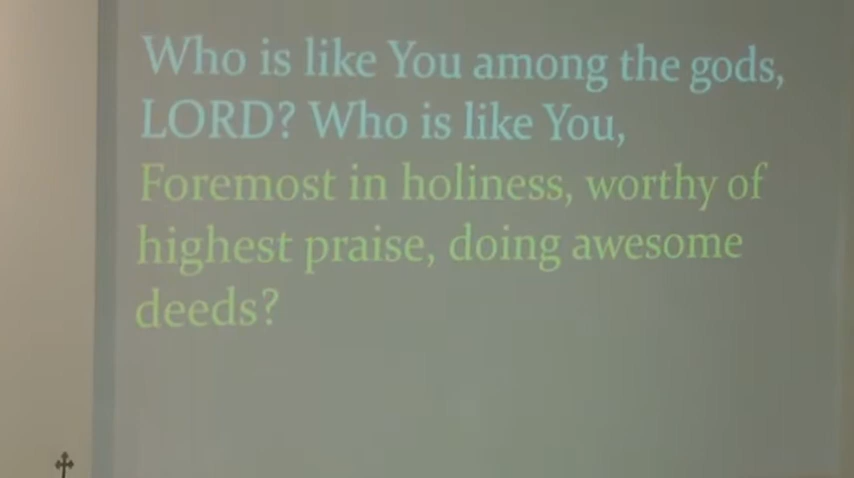 Who is like You among the gods,
LORD? Who is like You,
Foremost in holiness, worthy of
highest praise, doing awesome
deeds?